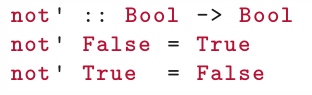 not' :: Bool -> Bool
not' False = True
not' True  = False